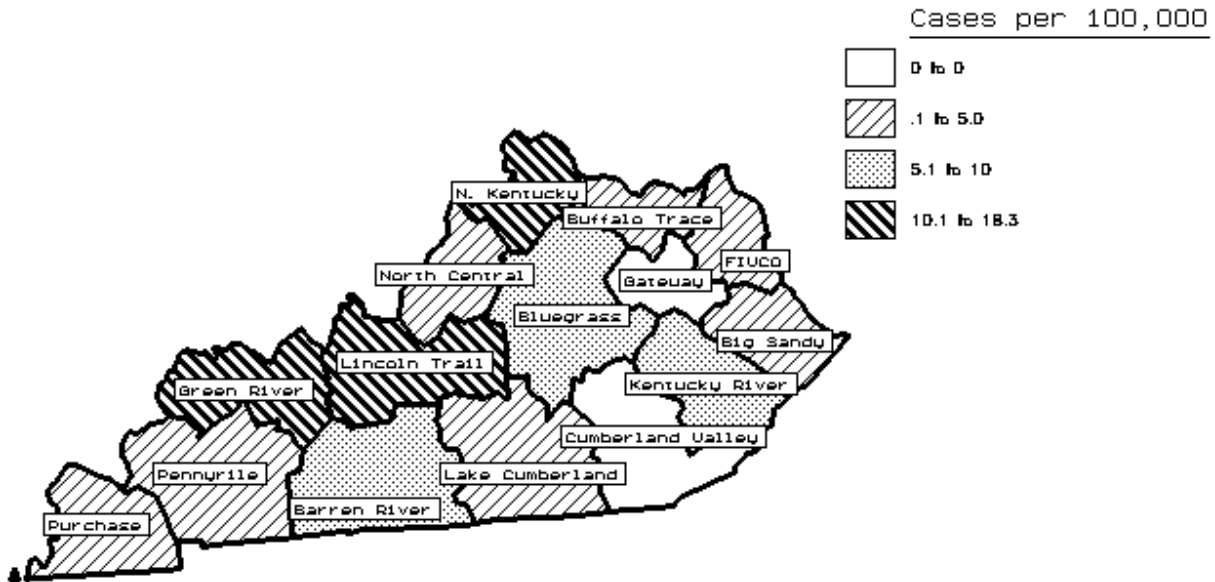 Cases per 100,000
0 to 0
.1 to 5.0
5.1 to 10
10.1 to 18.3
N. Kentucky
Buffalo Trace
FIVCO
North Central
Gateway
Bluegrass
Big Sandy
Lincoln Trail
Green River
Kentucky River
Cumberland Valley
Pennyrile
Lake Cumberland
Barren River
Purchase